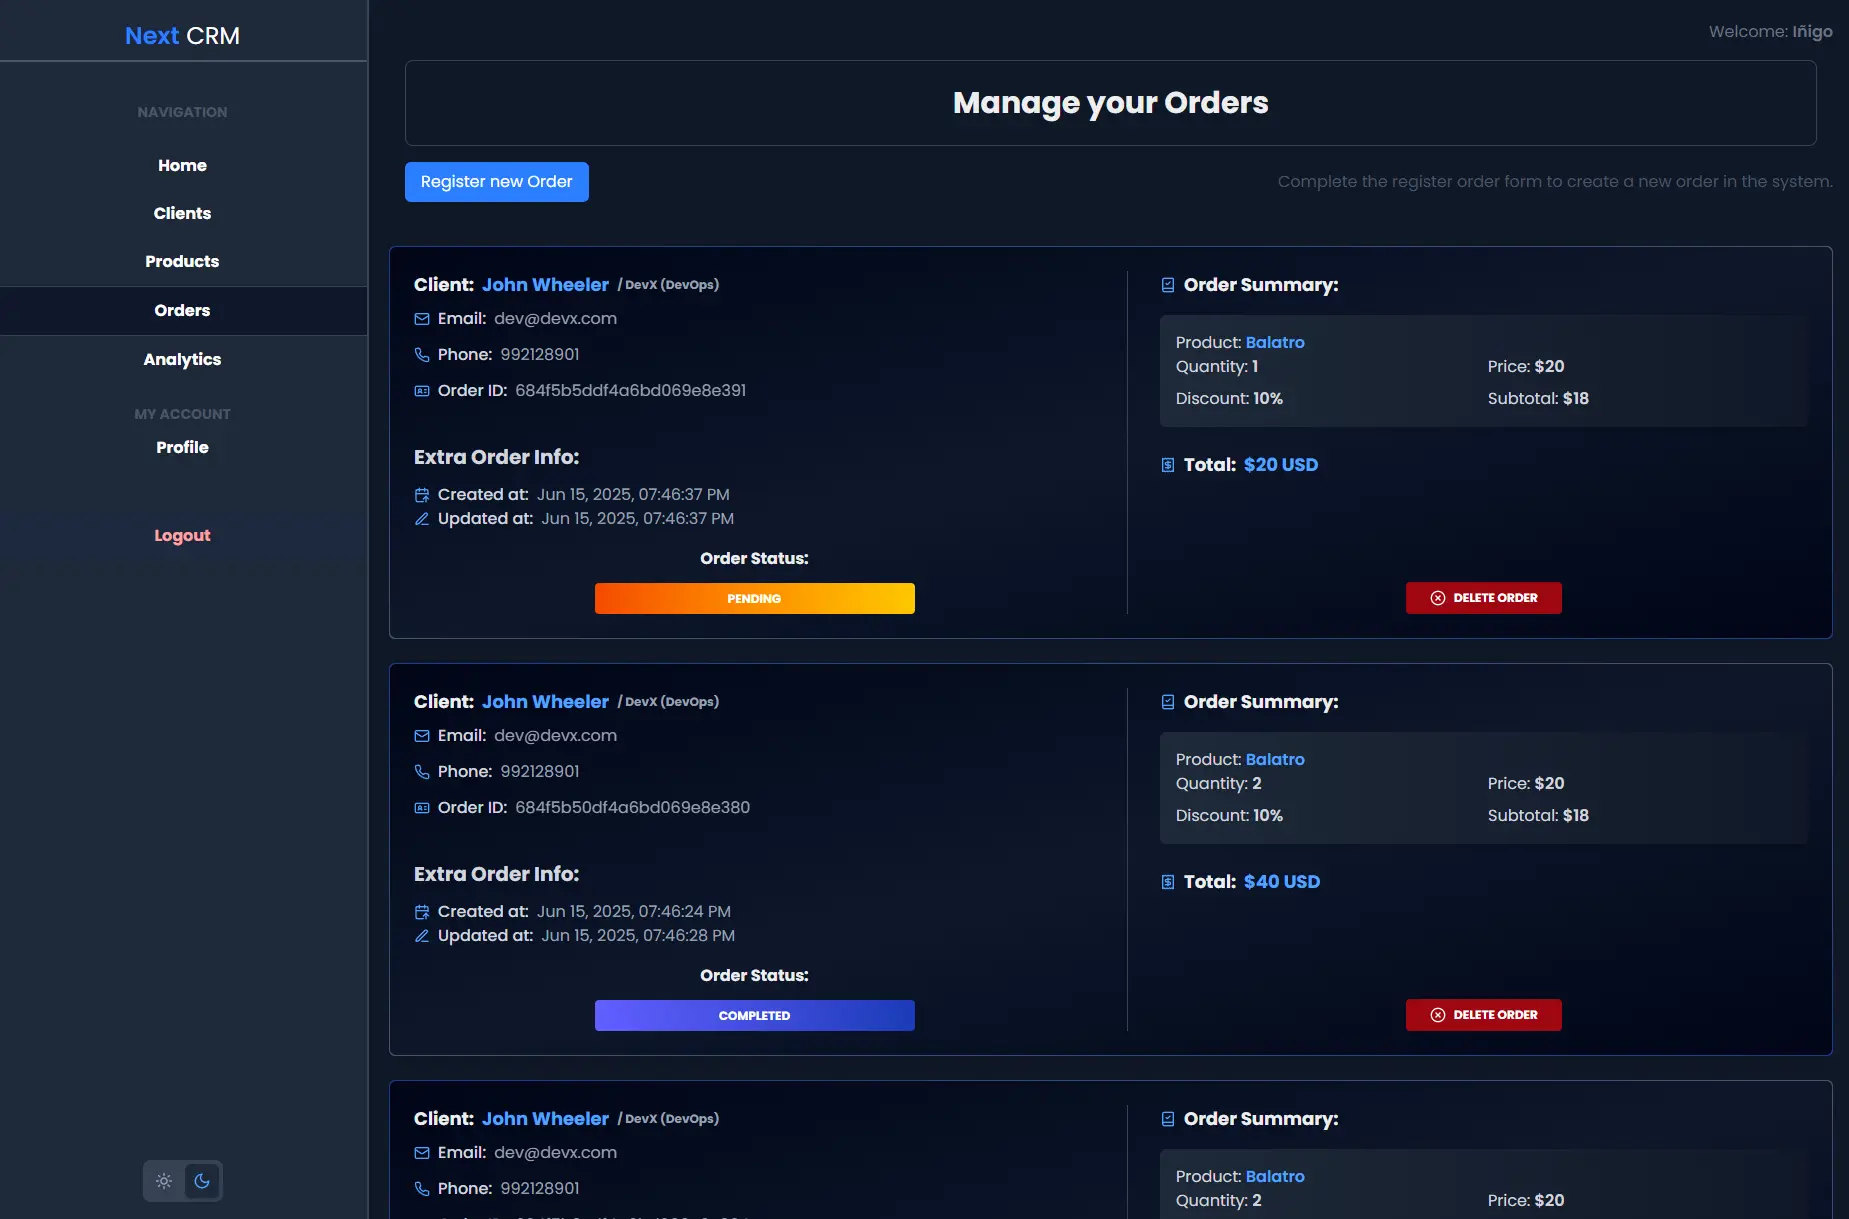 Next CRM
NAVIGATION
Home
Clients
Products
Orders
Analytics
MY ACCOUNT
Profile
Logout
Welcome: Iñigo
Manage your Orders
Register new Order
Complete the register order form to create a new order in the system.
Client: John Wheeler / DevX (DevOps)
Email: dev@devx.com
Phone: 992128901
Order ID: 684f5b5ddf4a6bd069e8e391
Extra Order Info:
Created at: Jun 15, 2025, 07:46:37 PM
Updated at: Jun 15, 2025, 07:46:37 PM
Order Status:
PENDING
Order Summary:
Product: Balatro
Quantity: 1 Price: $20
Discount: 10% Subtotal: $18
Total: $20 USD
DELETE ORDER
Client: John Wheeler / DevX (DevOps)
Email: dev@devx.com
Phone: 992128901
Order ID: 684f5b50df4a6bd069e8e380
Extra Order Info:
Created at: Jun 15, 2025, 07:46:24 PM
Updated at: Jun 15, 2025, 07:46:28 PM
Order Status:
COMPLETED
Order Summary:
Product: Balatro
Quantity: 2 Price: $20
Discount: 10% Subtotal: $18
Total: $40 USD
DELETE ORDER
Client: John Wheeler / DevX (DevOps)
Email: dev@devx.com
Phone: 992128901
Order Summary:
Product: Balatro
Quantity: 2 Price: $20